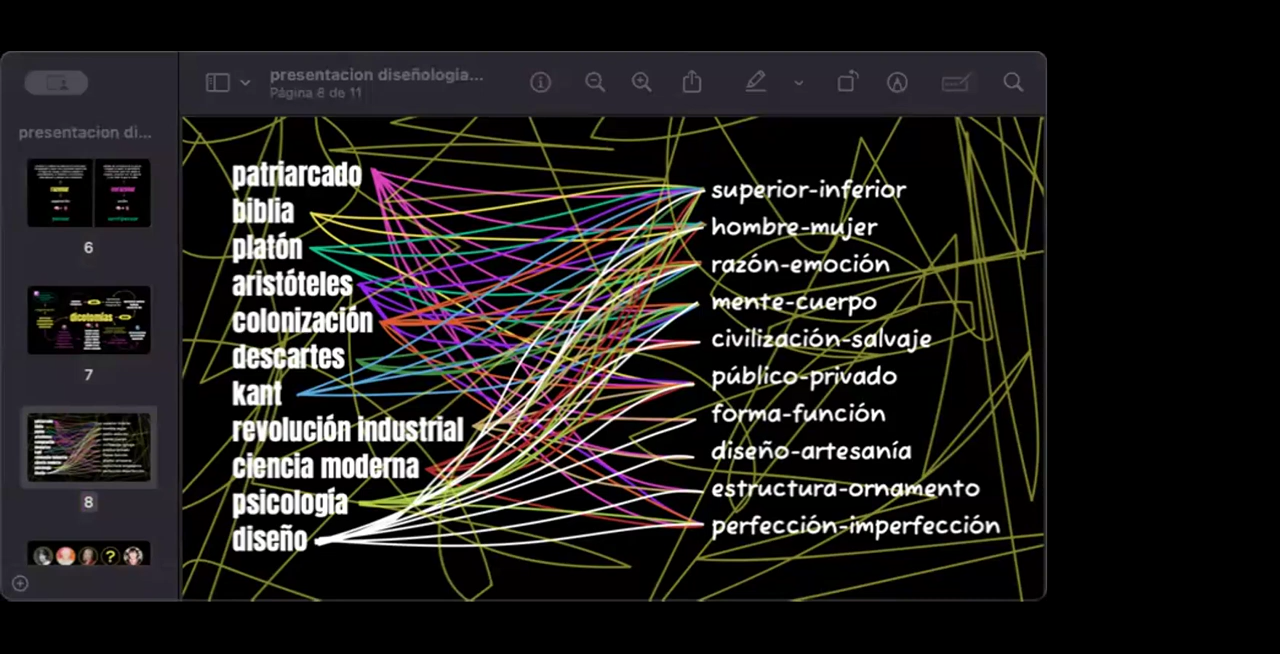 presentacion diseñologia...
Página 8 de 11
presentacion di...
6
7
dicotomías
8
patriarcado
biblia
platón
aristóteles
colonización
descartes
kant
revolución industrial
ciencia moderna
psicología
diseño
superior-inferior
hombre-mujer
razón-emoción
mente-cuerpo
civilización-salvaje
público-privado
forma-función
diseño-artesanía
estructura-ornamento
perfección-imperfección